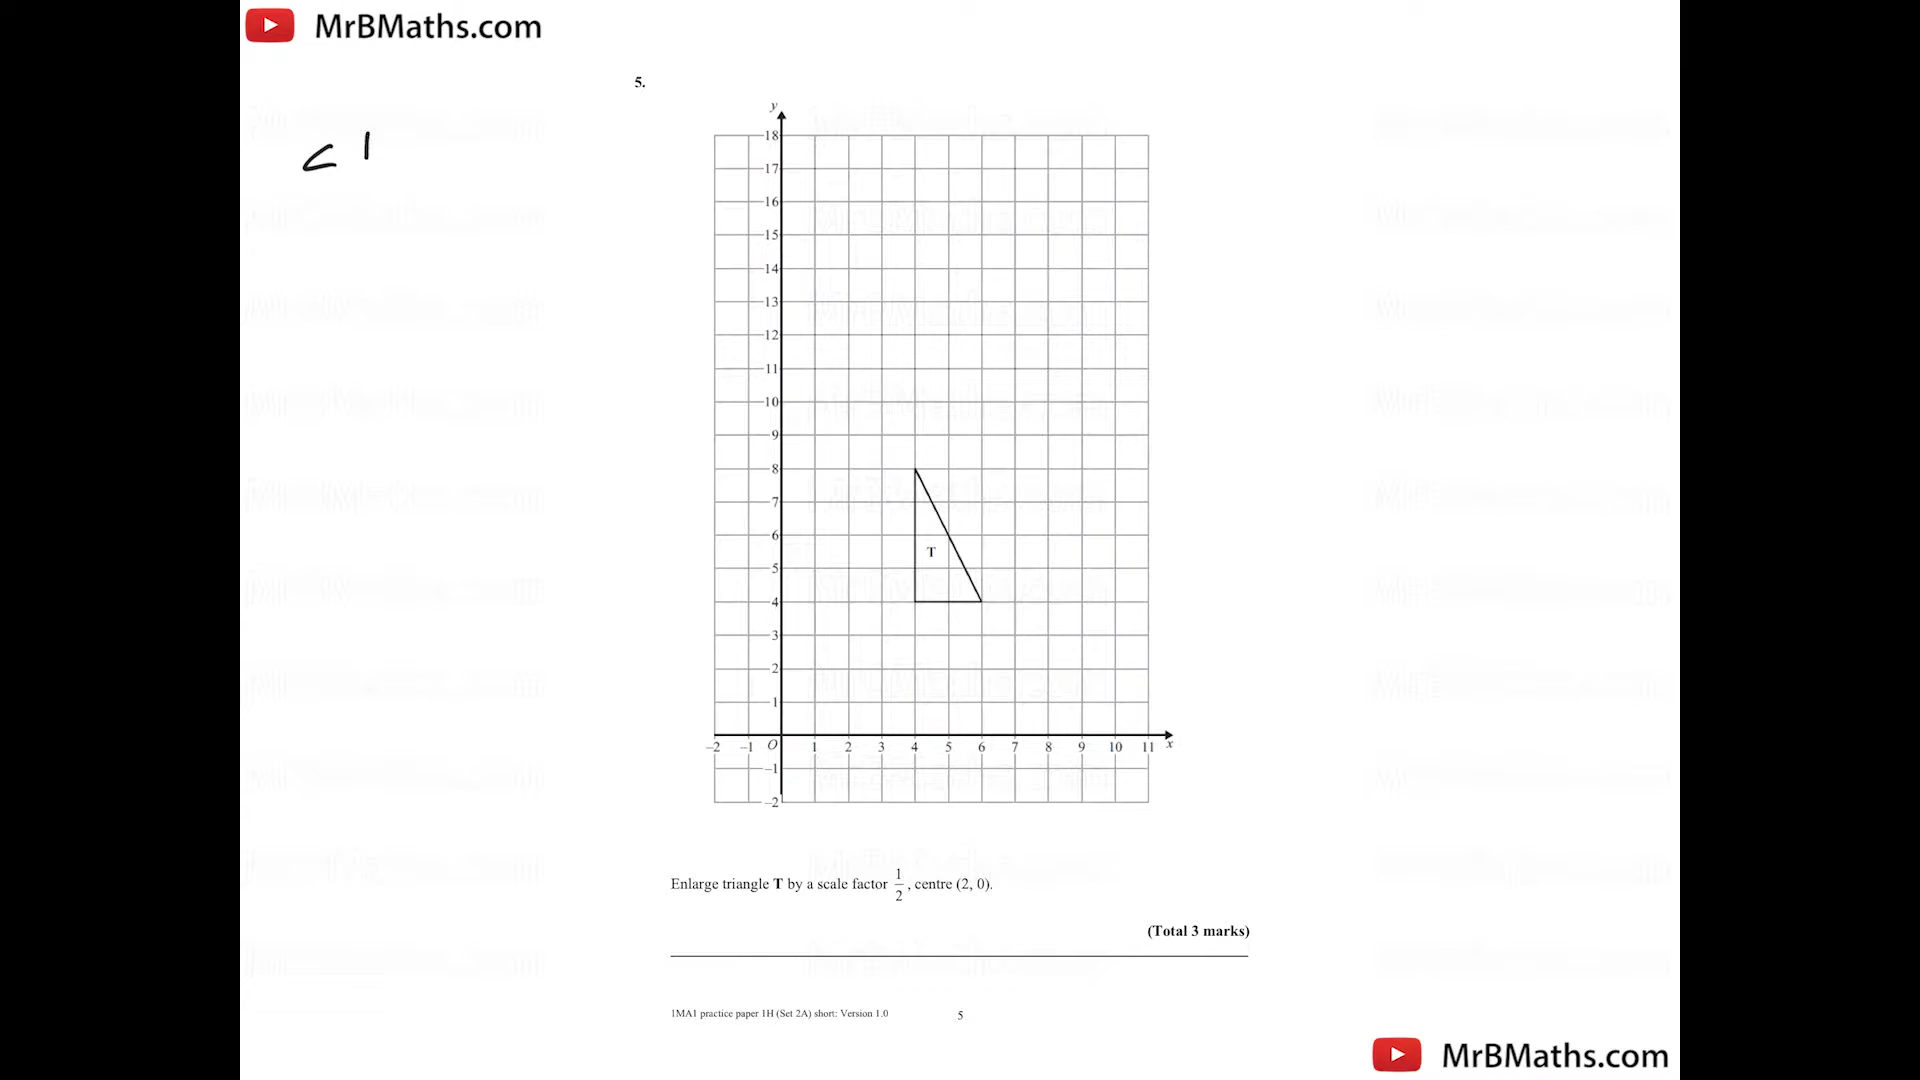 MrBMaths.com
5.
< 1
y
18
17
16
15
14
13
12
11
10
9
8
7
6
T
5
4
3
2
1
–2 –1 O 1 2 3 4 5 6 7 8 9 10 11 x
–1
–2
Enlarge triangle T by a scale factor 1/2 , centre (2, 0).
(Total 3 marks)
1MA1 practice paper 1H (Set 2A) short: Version 1.0 5
MrBMaths.com